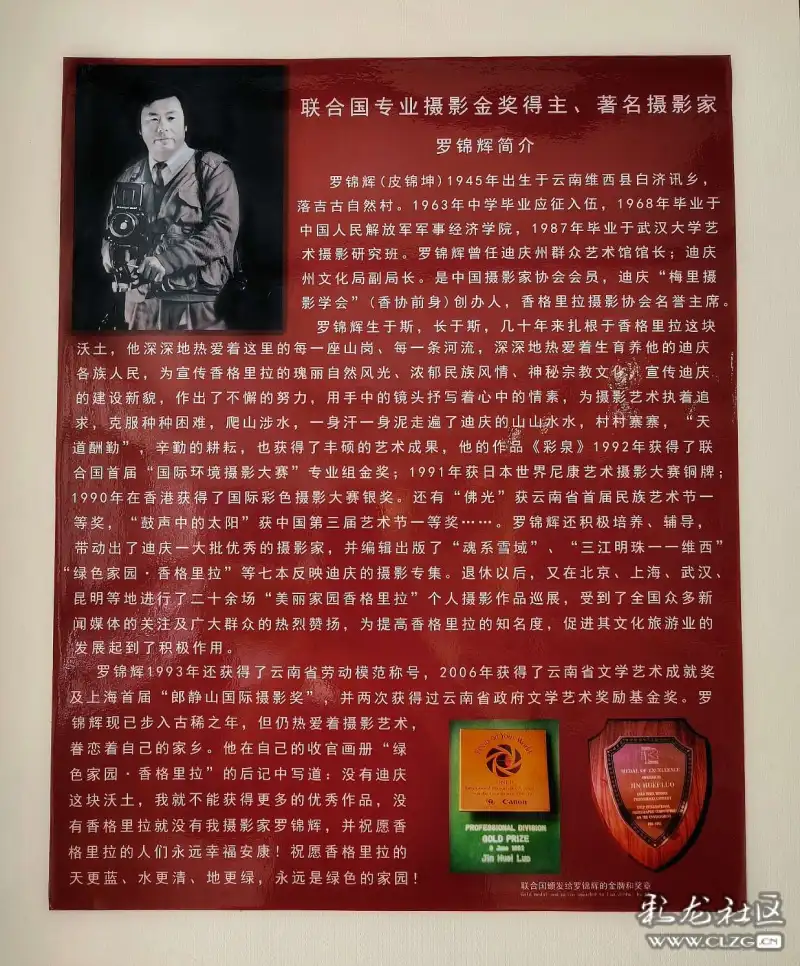 联合国专业摄影金奖得主、著名摄影家
罗锦辉简介
罗锦辉(皮锦坤)1945年出生于云南维西县白济讯乡，
落吉古自然村。1963年中学毕业应征入伍，1968年毕业于
中国人民解放军军事经济学院，1987年毕业于武汉大学艺
术摄影研究班。罗锦辉曾任迪庆州群众艺术馆馆长；迪庆
州文化局副局长。是中国摄影家协会会员，迪庆“梅里摄
影学会”(香协前身)创办人，香格里拉摄影协会名誉主席。
罗锦辉生于斯，长于斯，几十年来扎根于香格里拉这块
沃土，他深深地热爱着这里的每一座山岗、每一条河流，深深地热爱着生育养他的迪庆
各族人民，为宣传香格里拉的瑰丽自然风光、浓郁民族风情、神秘宗教文化，宣传迪庆
的建设新貌，作出了不懈的努力，用手中的镜头抒写着心中的情素，为摄影艺术执着追
求，克服种种困难，爬山涉水，一身汗一身泥走遍了迪庆的山山水水，村村寨寨，“天
道酬勤”，辛勤的耕耘，也获得了丰硕的艺术成果，他的作品《彩泉》1992年获得了联
合国首届“国际环境摄影大赛”专业组金奖；1991年获日本世界尼康艺术摄影大赛铜牌；
1990年在香港获得了国际彩色摄影大赛银奖。还有“佛光”获云南省首届民族艺术节一
等奖，“鼓声中的太阳”获中国第三届艺术节一等奖……。罗锦辉还积极培养、辅导，
带动出了迪庆一大批优秀的摄影家，并编辑出版了“魂系雪域”、“三江明珠一一维西”
“绿色家园·香格里拉”等七本反映迪庆的摄影专集。退休以后，又在北京、上海、武汉、
昆明等地进行了二十余场“美丽家园香格里拉”个人摄影作品巡展，受到了全国众多新
闻媒体的关注及广大群众的热烈赞扬，为提高香格里拉的知名度，促进其文化旅游业的
发展起到了积极作用。
罗锦辉1993年还获得了云南省劳动模范称号，2006年获得了云南省文学艺术成就奖
及上海首届“郎静山国际摄影奖”，并两次获得过云南省政府文学艺术奖励基金奖。罗
锦辉现已步入古稀之年，但仍热爱着摄影艺术，
眷恋着自己的家乡。他在自己的收官画册“绿
色家园·香格里拉”的后记中写道：没有迪庆
这块沃土，我就不能获得更多的优秀作品，没
有香格里拉就没有我摄影家罗锦辉，并祝愿香
格里拉的人们永远幸福安康！祝愿香格里拉的
天更蓝、水更清、地更绿，永远是绿色的家园！
Canon
PROFESSIONAL DIVISION
GOLD PRIZE
Jin Huei Luo
MEDAL OF EXCELLENCE
JIN HUEI LUO
联合国颁发给罗锦辉的金牌和奖章
彩龙社区
WWW.CLZG.CN